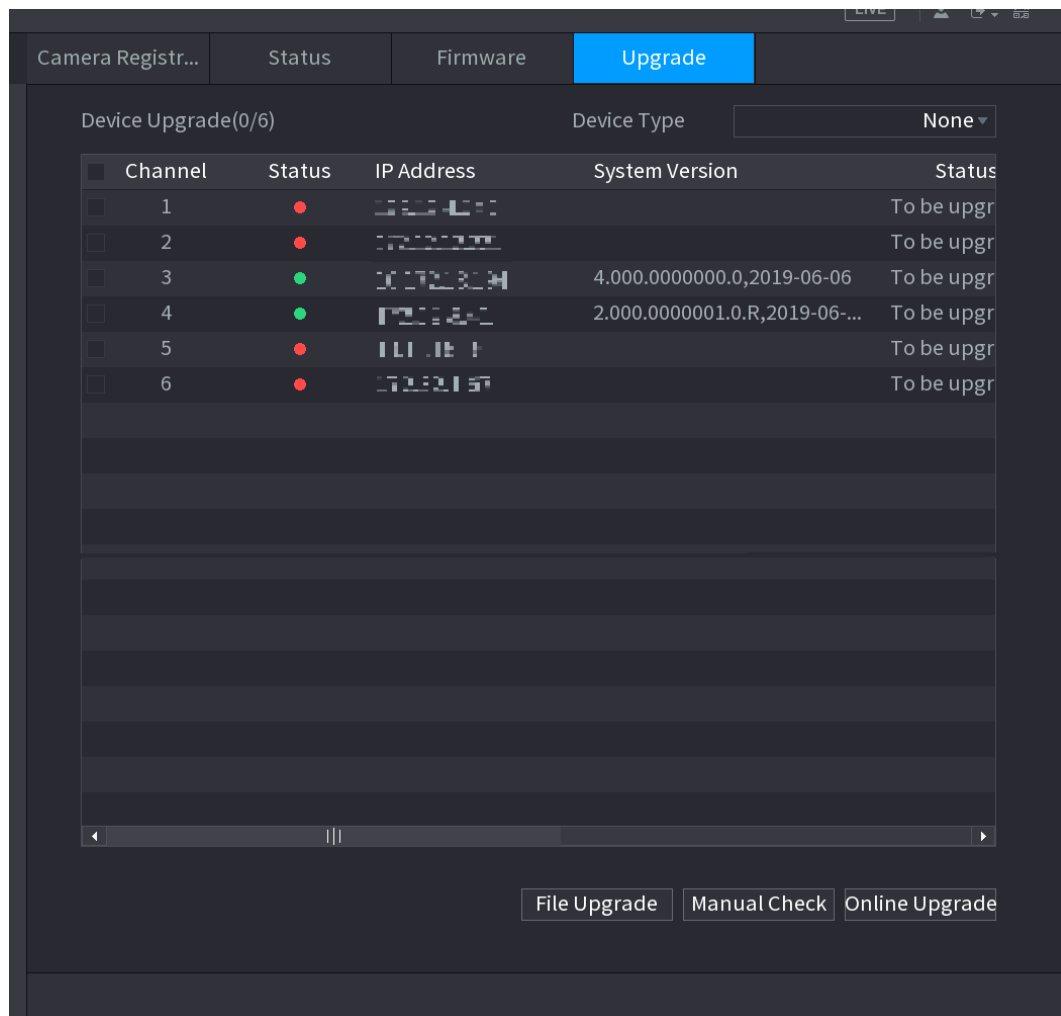 LIVE
Camera Registr... Status Firmware Upgrade
Device Upgrade(0/6) Device Type None
Channel Status IP Address System Version Status
1 To be upgr
2 To be upgr
3 4.000.0000000.0,2019-06-06 To be upgr
4 2.000.0000001.0.R,2019-06-... To be upgr
5 To be upgr
6 To be upgr
File Upgrade Manual Check Online Upgrade